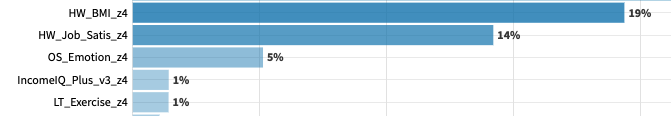 HW_BMI_z4 19%
HW_Job_Satis_z4 14%
OS_Emotion_z4 5%
IncomeIQ_Plus_v3_z4 1%
LT_Exercise_z4 1%